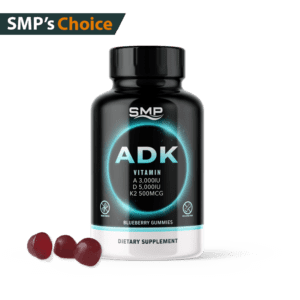 SMP's Choice
SMP
ADK
VITAMIN
A 3,000IU
D 5,000IU
K2 500MCG
BLUEBERRY GUMMIES
DIETARY SUPPLEMENT